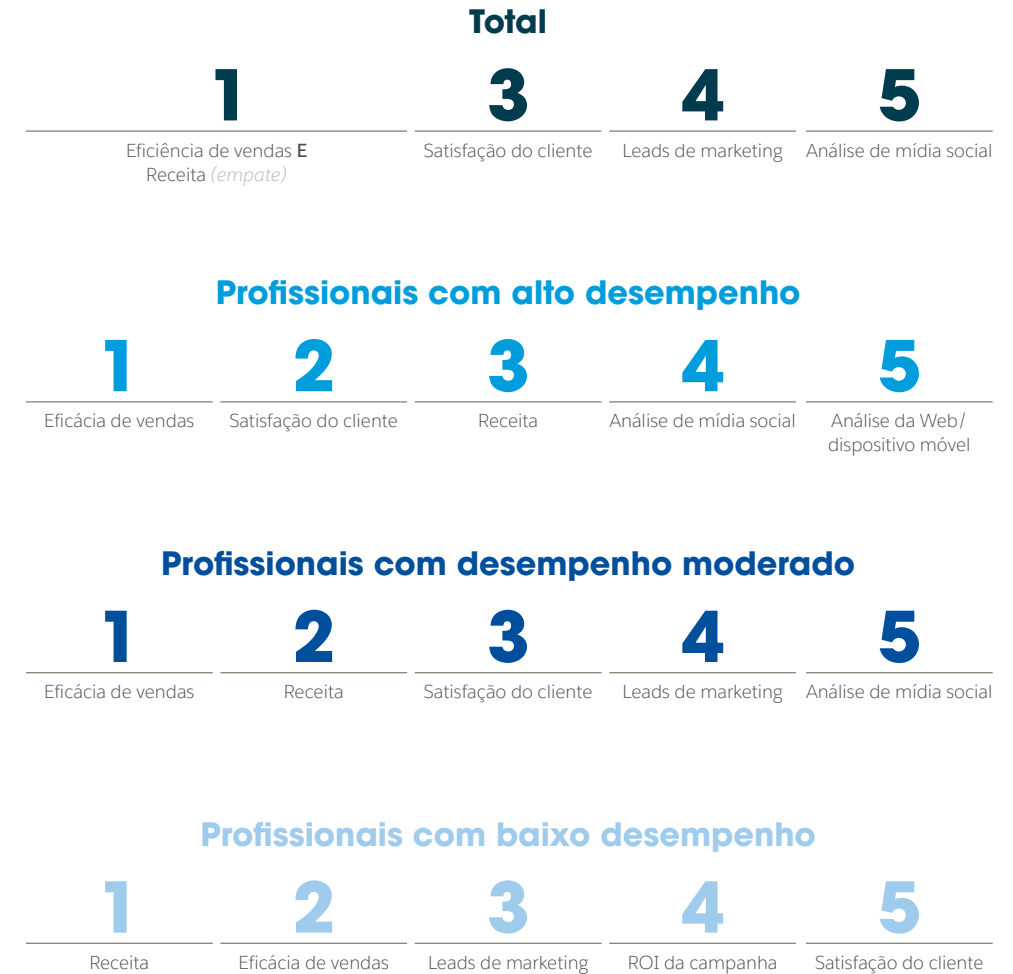 Total
1 3 4 5
Eficiência de vendas E Satisfação do cliente Leads de marketing Análise de mídia social
Receita (empate)
Profissionais com alto desempenho
1 2 3 4 5
Eficácia de vendas Satisfação do cliente Receita Análise de mídia social Análise da Web/
dispositivo móvel
Profissionais com desempenho moderado
1 2 3 4 5
Eficácia de vendas Receita Satisfação do cliente Leads de marketing Análise de mídia social
Profissionais com baixo desempenho
1 2 3 4 5
Receita Eficácia de vendas Leads de marketing ROI da campanha Satisfação do cliente